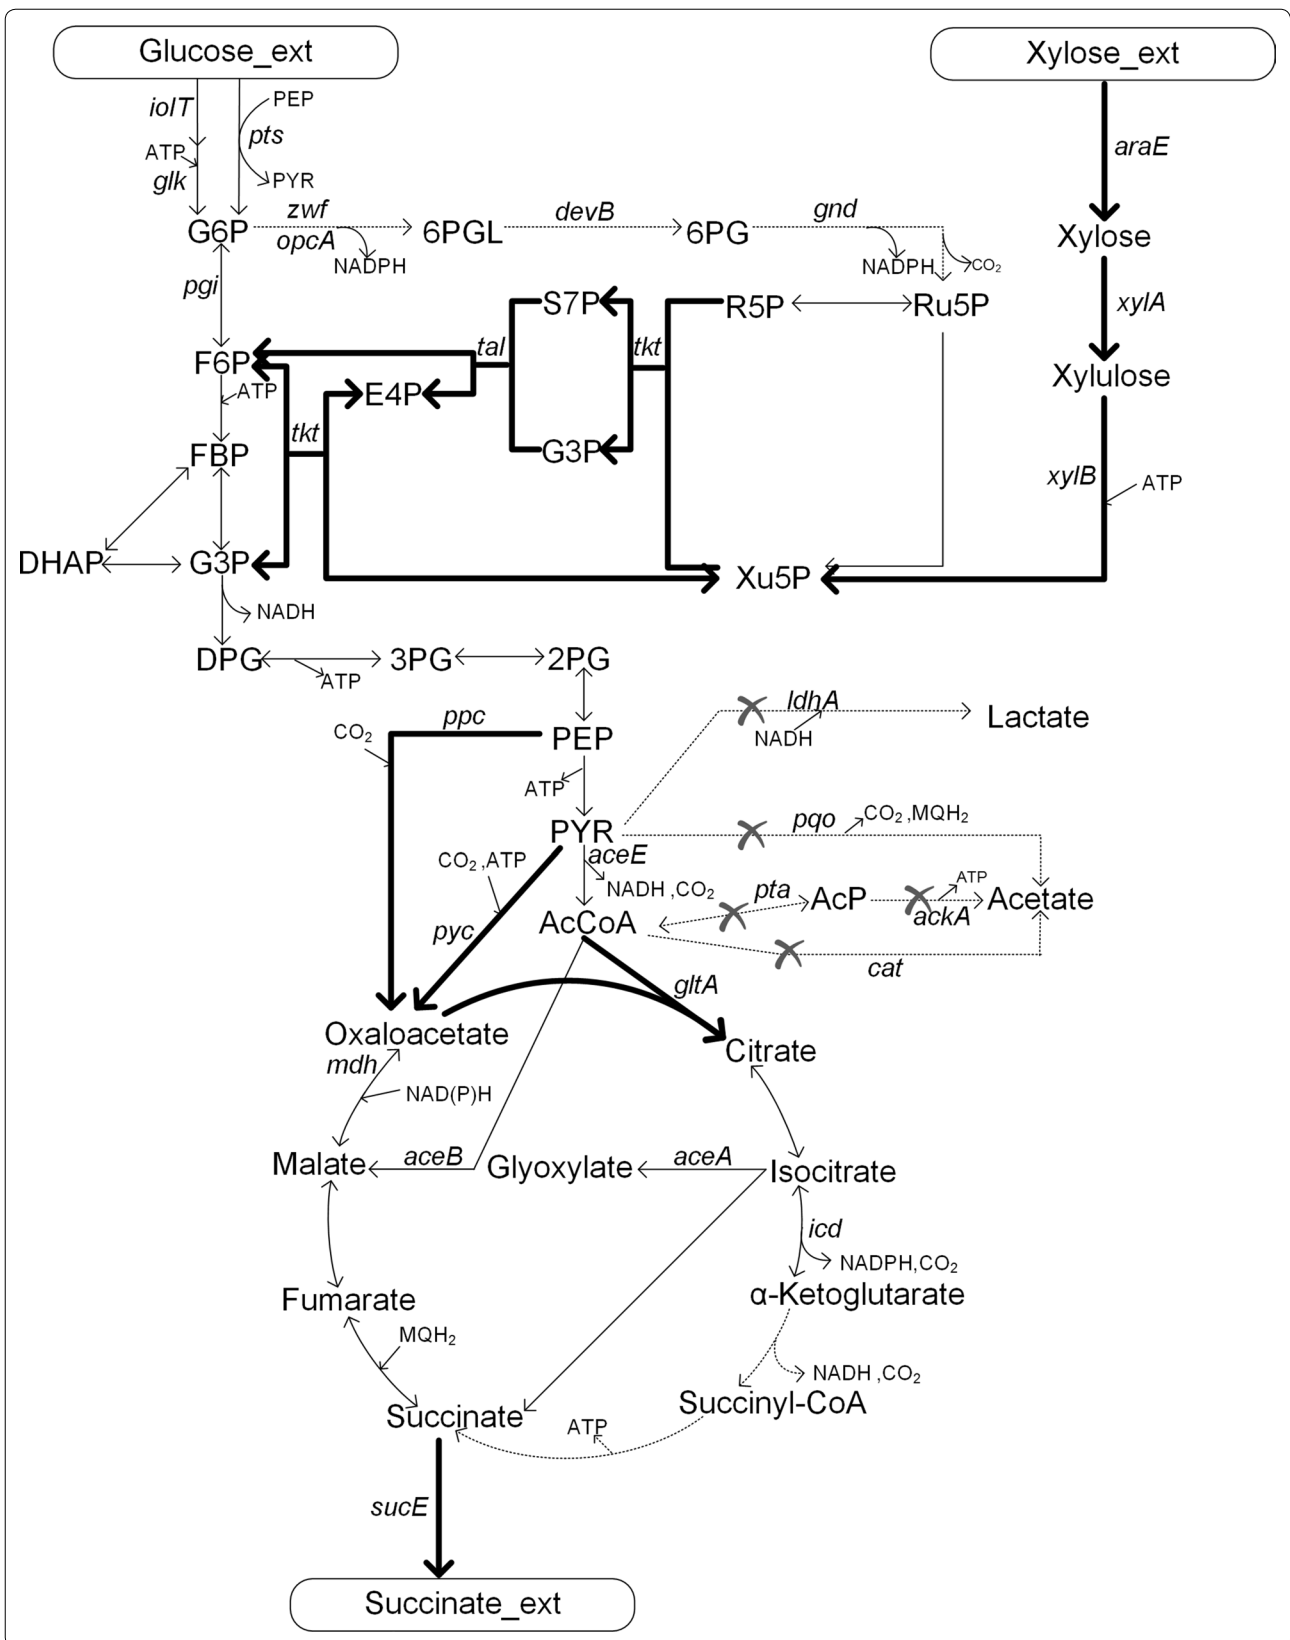 Glucose_ext
Xylose_ext
iolT
PEP
pts
araE
ATP
glk
PYR
zwf
devB
gnd
G6P
6PGL
6PG
Xylose
opcA
NADPH
NADPH
CO2
pgi
S7P
R5P
Ru5P
xylA
F6P
tal
tkt
Xylulose
ATP
E4P
tkt
FBP
G3P
xylB
ATP
DHAP
G3P
Xu5P
NADH
DPG
3PG
2PG
ATP
ldhA
ppc
Lactate
CO2
PEP
NADH
ATP
pqo
CO2 ,MQH2
PYR
aceE
CO2 ,ATP
NADH ,CO2
pta
AcP
ATP
Acetate
ackA
AcCoA
pyc
cat
gltA
Oxaloacetate
Citrate
mdh
NAD(P)H
Malate
aceB
Glyoxylate
aceA
Isocitrate
icd
NADPH,CO2
Fumarate
α-Ketoglutarate
MQH2
NADH ,CO2
Succinyl-CoA
Succinate
ATP
sucE
Succinate_ext